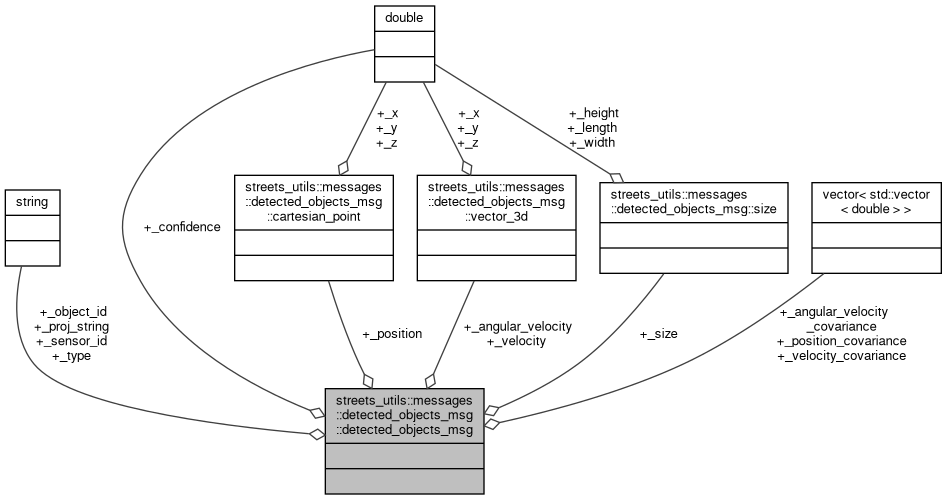 double
+_x
+_y
+_z
+_x
+_y
+_z
+_height
+_length
+_width
string
streets_utils::messages
::detected_objects_msg
::cartesian_point
streets_utils::messages
::detected_objects_msg
::vector_3d
streets_utils::messages
::detected_objects_msg::size
vector< std::vector
< double > >
+_confidence
+_object_id
+_proj_string
+_sensor_id
+_type
+_position
+_angular_velocity
+_velocity
+_size
+_angular_velocity
_covariance
+_position_covariance
+_velocity_covariance
streets_utils::messages
::detected_objects_msg
::detected_objects_msg